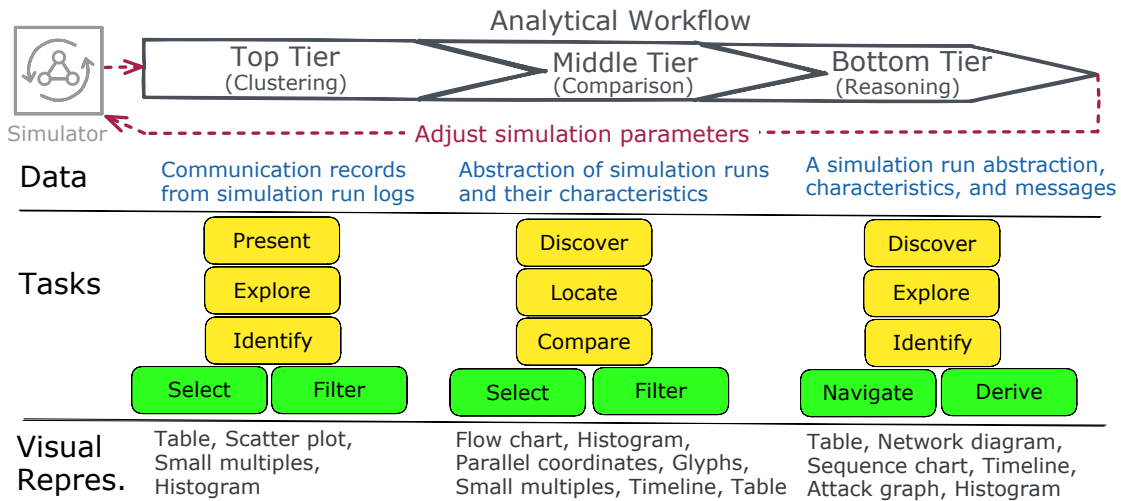 Analytical Workflow
Top Tier
(Clustering)
Middle Tier
(Comparison)
Bottom Tier
(Reasoning)
Simulator
Adjust simulation parameters
Data
Communication records
from simulation run logs
Abstraction of simulation runs
and their characteristics
A simulation run abstraction,
characteristics, and messages
Tasks
Present
Explore
Identify
Select
Filter
Discover
Locate
Compare
Select
Filter
Discover
Explore
Identify
Navigate
Derive
Visual
Repres.
Table, Scatter plot,
Small multiples,
Histogram
Flow chart, Histogram,
Parallel coordinates, Glyphs,
Small multiples, Timeline, Table
Table, Network diagram,
Sequence chart, Timeline,
Attack graph, Histogram